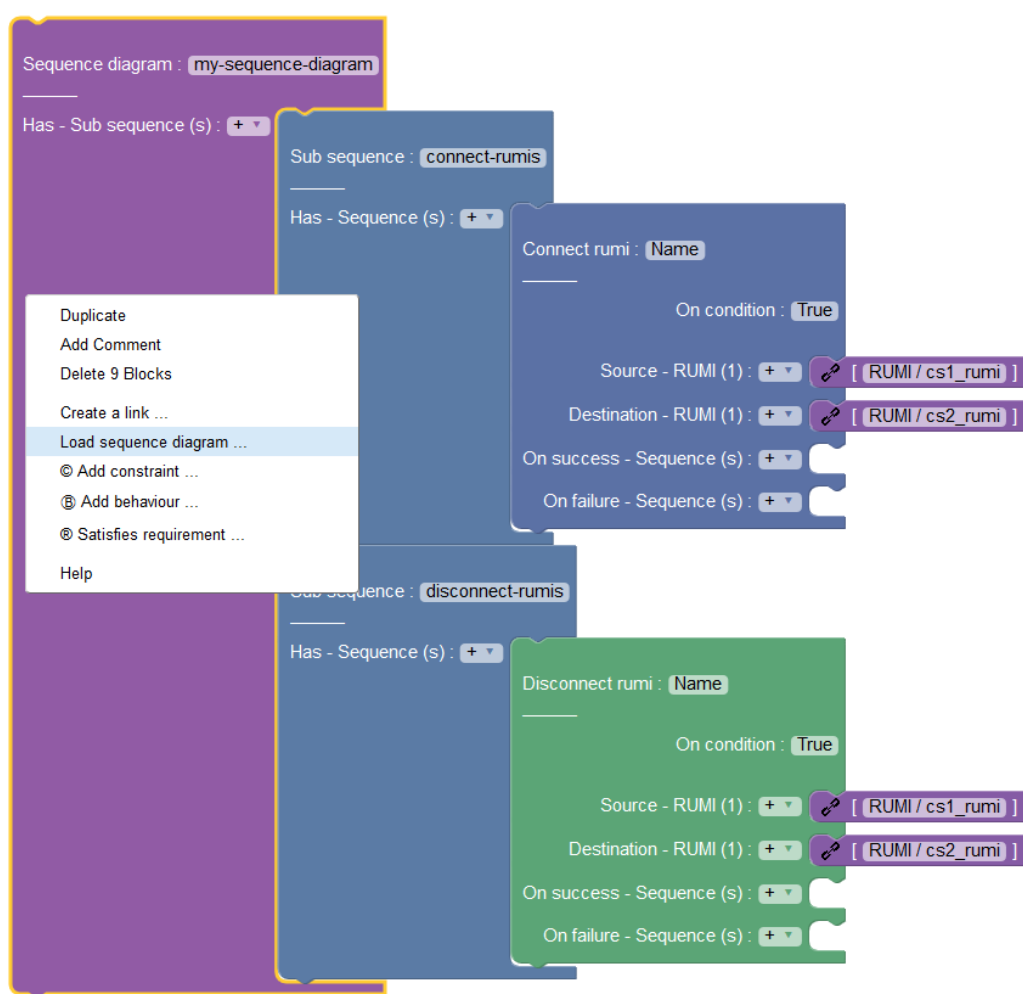 Sequence diagram : my-sequence-diagram
Has - Sub sequence (s) : +
Sub sequence : connect-rumis
Has - Sequence (s) : +
Connect rumi : Name
On condition : True
Source - RUMI (1) : + [ RUMI / cs1_rumi ]
Destination - RUMI (1) : + [ RUMI / cs2_rumi ]
On success - Sequence (s) : +
On failure - Sequence (s) : +
Duplicate
Add Comment
Delete 9 Blocks
Create a link ...
Load sequence diagram ...
© Add constraint ...
Ⓑ Add behaviour ...
® Satisfies requirement ...
Help
Sub sequence : disconnect-rumis
Has - Sequence (s) : +
Disconnect rumi : Name
On condition : True
Source - RUMI (1) : + [ RUMI / cs1_rumi ]
Destination - RUMI (1) : + [ RUMI / cs2_rumi ]
On success - Sequence (s) : +
On failure - Sequence (s) : +